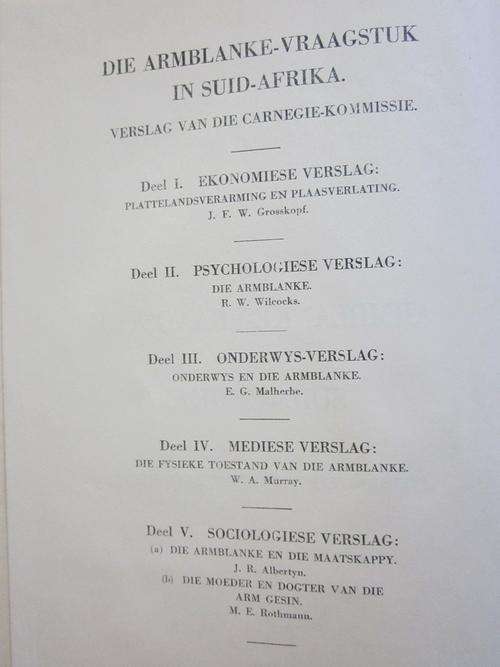 DIE ARMBLANKE-VRAAGSTUK
IN SUID-AFRIKA.
VERSLAG VAN DIE CARNEGIE-KOMMISSIE.
Deel I. EKONOMIESE VERSLAG:
PLATTELANDSVERARMING EN PLAASVERLATING.
J. F. W. Grosskopf.
Deel II. PSYCHOLOGIESE VERSLAG:
DIE ARMBLANKE.
R. W. Wilcocks.
Deel III. ONDERWYS-VERSLAG:
ONDERWYS EN DIE ARMBLANKE.
E. G. Malherbe.
Deel IV. MEDIESE VERSLAG:
DIE FYSIEKE TOESTAND VAN DIE ARMBLANKE.
W. A. Murray.
Deel V. SOCIOLOGIESE VERSLAG:
(a) DIE ARMBLANKE EN DIE MAATSKAPPY.
J. R. Albertyn.
(b) DIE MOEDER EN DOGTER VAN DIE
ARM GESIN.
M. E. Rothmann.